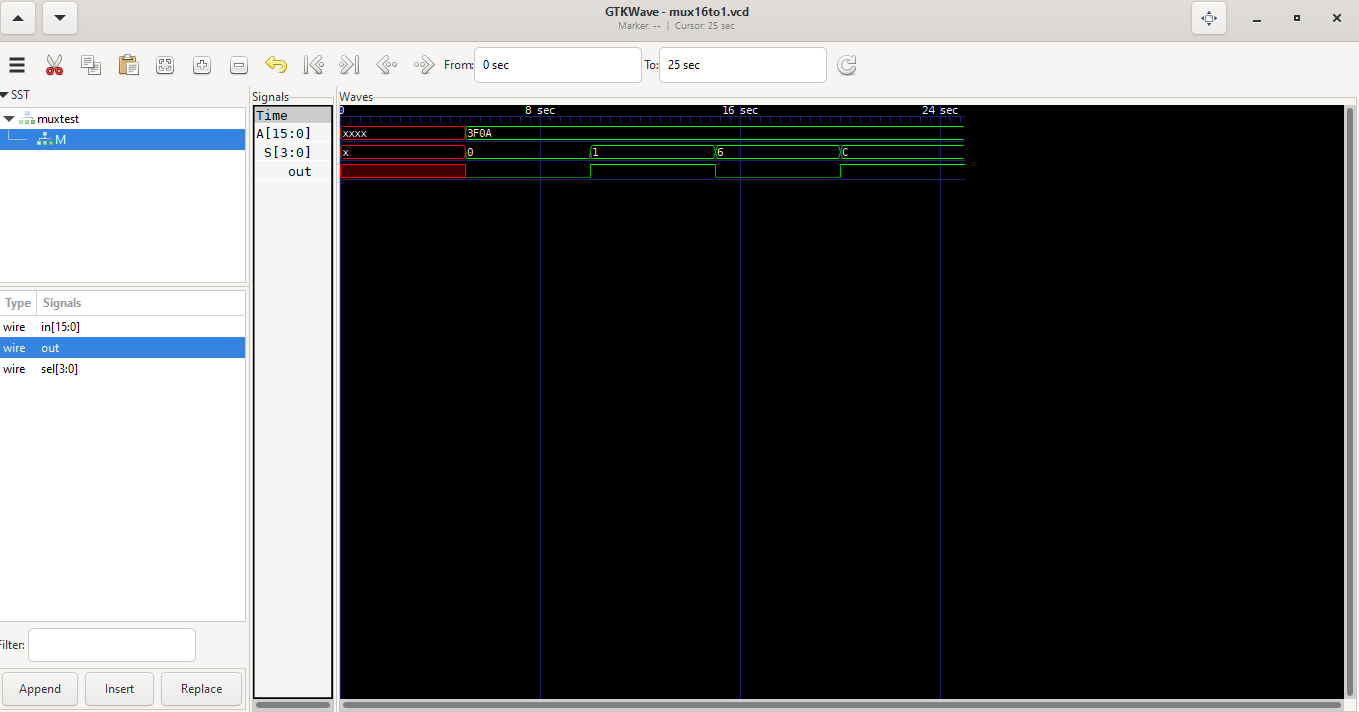 GTKWave - mux16to1.vcd
Marker: -- | Cursor: 25 sec
From: 0 sec To: 25 sec
SST
muxtest
M
Type Signals
wire in[15:0]
wire out
wire sel[3:0]
Filter:
Append Insert Replace
Signals
Time
A[15:0]
S[3:0]
out
Waves
0 8 sec 16 sec 24 sec
xxxx 3F0A
x 0 1 6 C